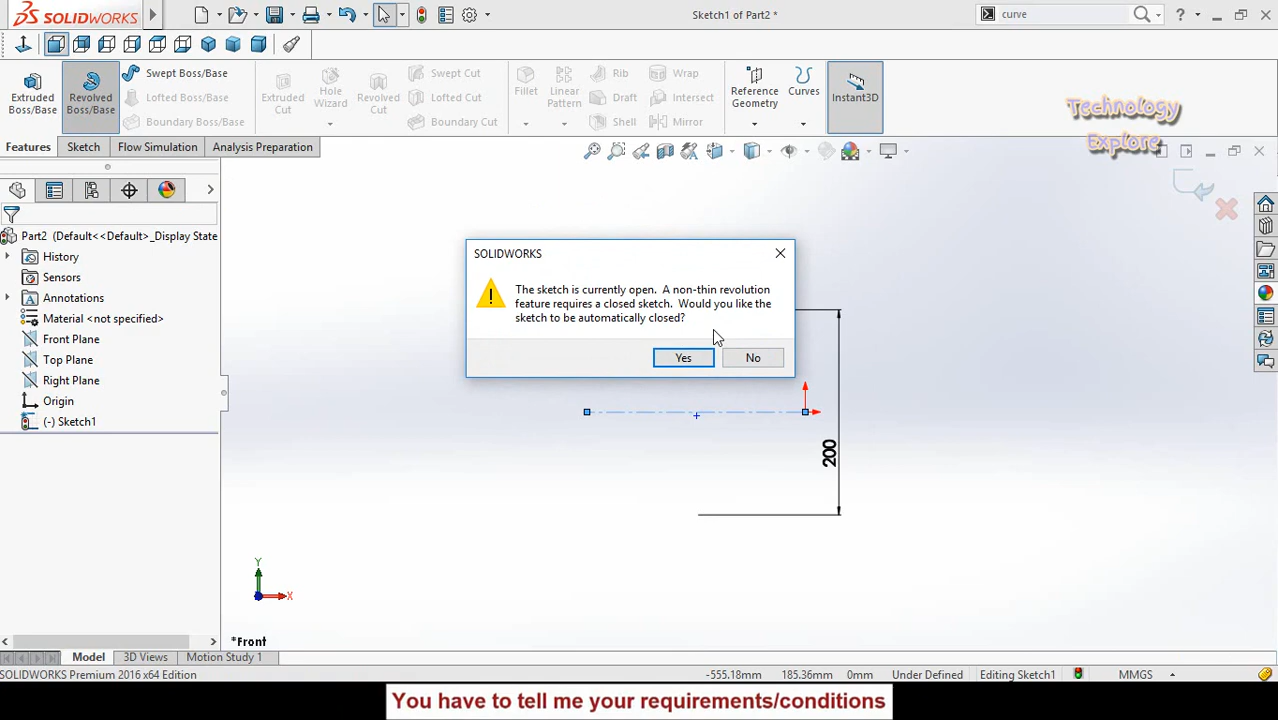 SOLIDWORKS
Sketch1 of Part2 *
curve
?
Extruded Boss/Base
Revolved Boss/Base
Swept Boss/Base
Lofted Boss/Base
Boundary Boss/Base
Extruded Cut
Hole Wizard
Revolved Cut
Swept Cut
Lofted Cut
Boundary Cut
Fillet
Linear Pattern
Rib
Draft
Shell
Wrap
Intersect
Mirror
Reference Geometry
Curves
Instant3D
Technology
Explore
Features
Sketch
Flow Simulation
Analysis Preparation
Part2 (Default<<Default>_Display State
History
Sensors
Annotations
Material <not specified>
Front Plane
Top Plane
Right Plane
Origin
(-) Sketch1
SOLIDWORKS
The sketch is currently open. A non-thin revolution
feature requires a closed sketch. Would you like the
sketch to be automatically closed?
Yes
No
200
Y
X
*Front
Model
3D Views
Motion Study 1
SOLIDWORKS Premium 2016 x64 Edition
-555.18mm
185.36mm
0mm
Under Defined
Editing Sketch1
MMGS
You have to tell me your requirements/conditions